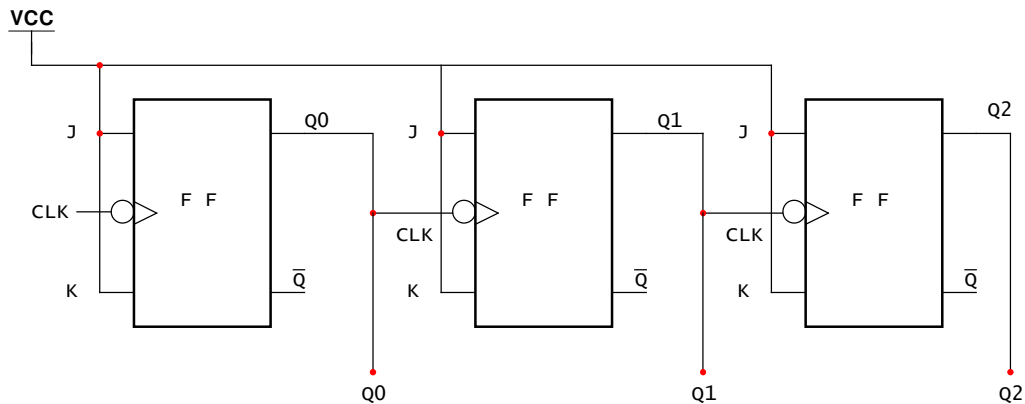 VCC
J Q0 J Q1 J Q2
CLK F F F F F F
CLK CLK
K Q̅ K Q̅ K Q̅
Q0 Q1 Q2